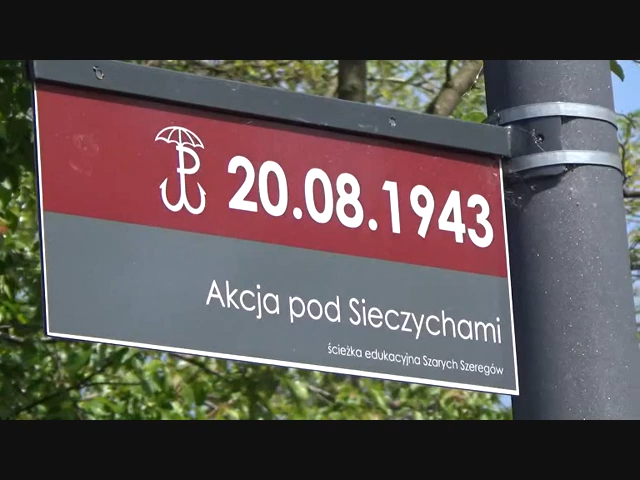 20.08.1943
Akcja pod Sieczychami
ścieżka edukacyjna Szarych Szeregów